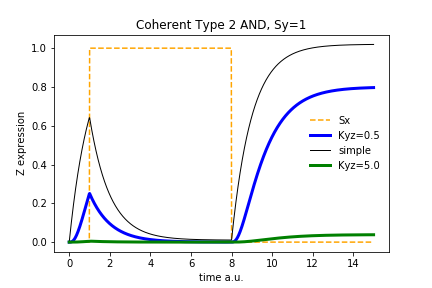 Coherent Type 2 AND, Sy=1
Z expression
1.0
0.8
0.6
0.4
0.2
0.0
Sx
Kyz=0.5
simple
Kyz=5.0
0 2 4 6 8 10 12 14
time a.u.